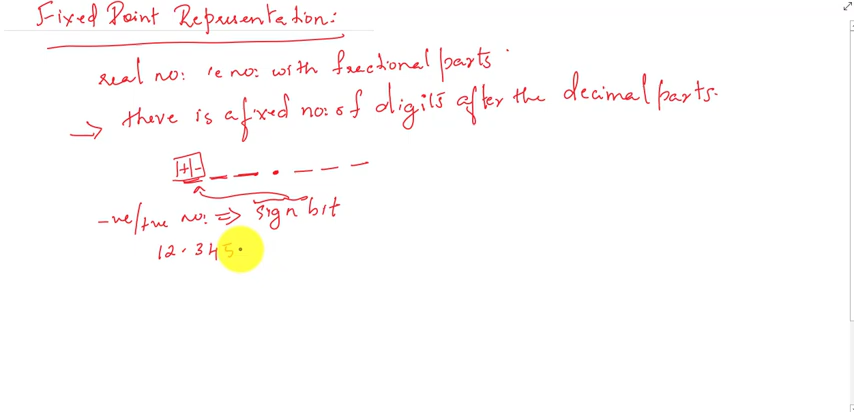 Fixed Point Representation:
real no: ie no: with fractional parts
→ there is a fixed no: of digits after the decimal parts.
+/- _ _ . _ _ _
-ve/+ve no: => sign bit
12.345